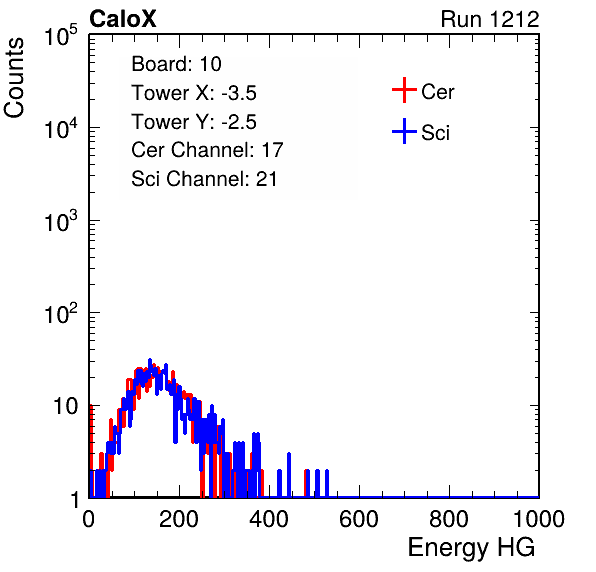 CaloX Run 1212
Counts
10^5
10^4
10^3
10^2
10
1
Board: 10
Tower X: -3.5
Tower Y: -2.5
Cer Channel: 17
Sci Channel: 21
Cer
Sci
0 200 400 600 800 1000
Energy HG